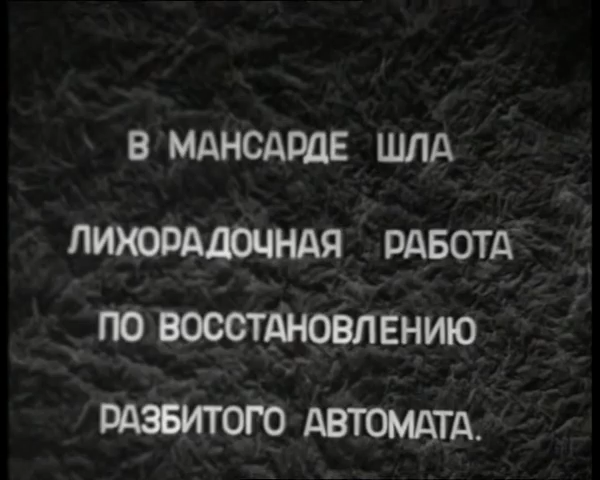 В МАНСАРДЕ ШЛА
ЛИХОРАДОЧНАЯ РАБОТА
ПО ВОССТАНОВЛЕНИЮ
РАЗБИТОГО АВТОМАТА.